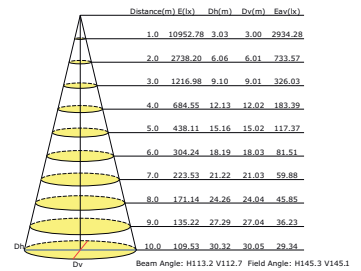 Distance(m) E(lx) Dh(m) Dv(m) Eav(lx)
1.0 10952.78 3.03 3.00 2934.28
2.0 2738.20 6.06 6.01 733.57
3.0 1216.98 9.10 9.01 326.03
4.0 684.55 12.13 12.02 183.39
5.0 438.11 15.16 15.02 117.37
6.0 304.24 18.19 18.03 81.51
7.0 223.53 21.22 21.03 59.88
8.0 171.14 24.26 24.04 45.85
9.0 135.22 27.29 27.04 36.23
Dh 10.0 109.53 30.32 30.05 29.34
Dv Beam Angle: H113.2 V112.7 Field Angle: H145.3 V145.1